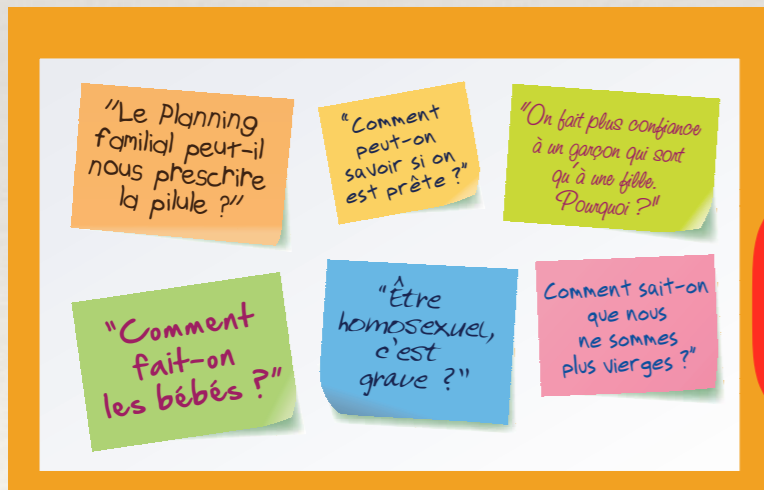 "Le Planning
familial peut-il
nous prescrire
la pilule ?"
"Comment
peut-on
savoir si on
est prête ?"
"On fait plus confiance
à un garçon qui sort
qu'à une fille.
Pourquoi ?"
"Comment
fait-on
les bébés ?"
"Être
homosexuel,
c'est
grave ?"
Comment sait-on
que nous
ne sommes
plus vierges ?"